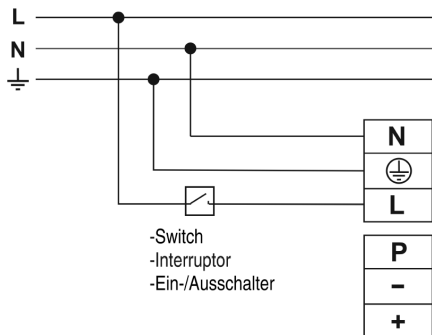 L
N
N
L
-Switch
-Interruptor
-Ein-/Ausschalter
P
-
+